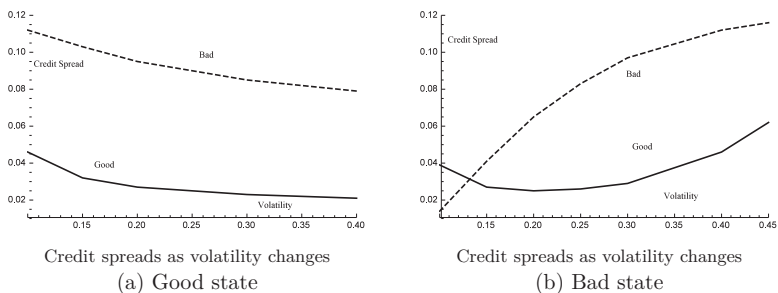 0.12
0.10
0.08
0.06
0.04
0.02
Credit Spread
Bad
Good
Volatility
0.15 0.20 0.25 0.30 0.35 0.40
Credit spreads as volatility changes
(a) Good state
0.12
0.10
0.08
0.06
0.04
0.02
Credit Spread
Bad
Good
Volatility
0.15 0.20 0.25 0.30 0.35 0.40 0.45
Credit spreads as volatility changes
(b) Bad state